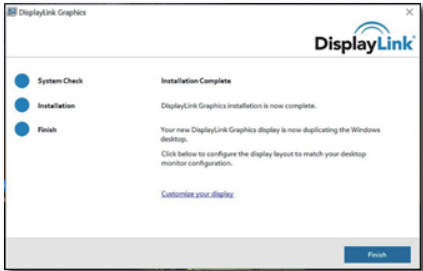 DisplayLink Graphics
DisplayLink
System Check
Installation Complete
Installation
DisplayLink Graphics installation is now complete.
Finish
Your new DisplayLink Graphics display is now duplicating the Windows
desktop.
Click below to configure the display layout to match your desktop
monitor configuration.
Customize your display
Finish